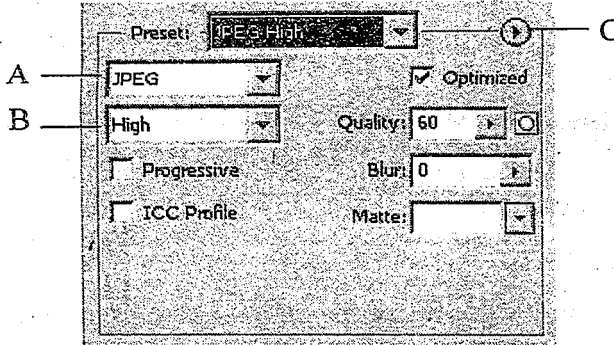 Preset: JPEG High C
A JPEG Optimized
B High Quality: 60
Progressive Blur: 0
ICC Profile Matte: